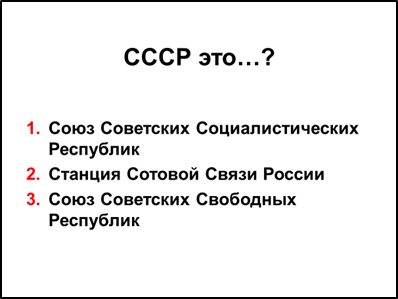 СССР это…?
1. Союз Советских Социалистических
Республик
2. Станция Сотовой Связи России
3. Союз Советских Свободных
Республик